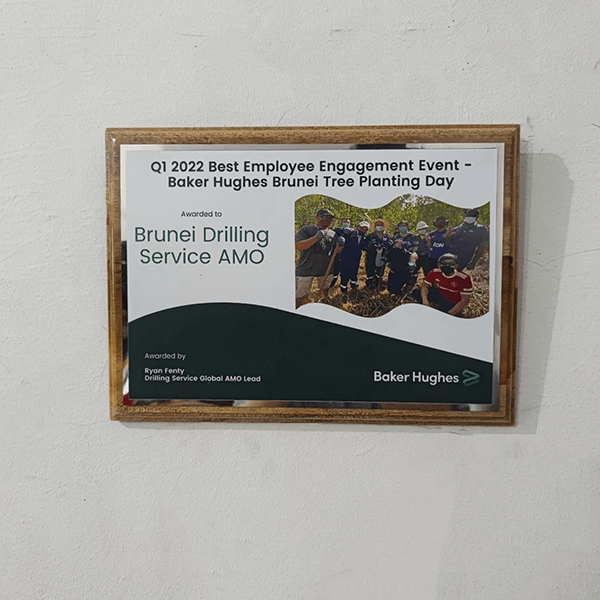 Q1 2022 Best Employee Engagement Event -
Baker Hughes Brunei Tree Planting Day
Awarded to
Brunei Drilling
Service AMO
Awarded by
Ryan Fenty
Drilling Service Global AMO Lead
Baker Hughes